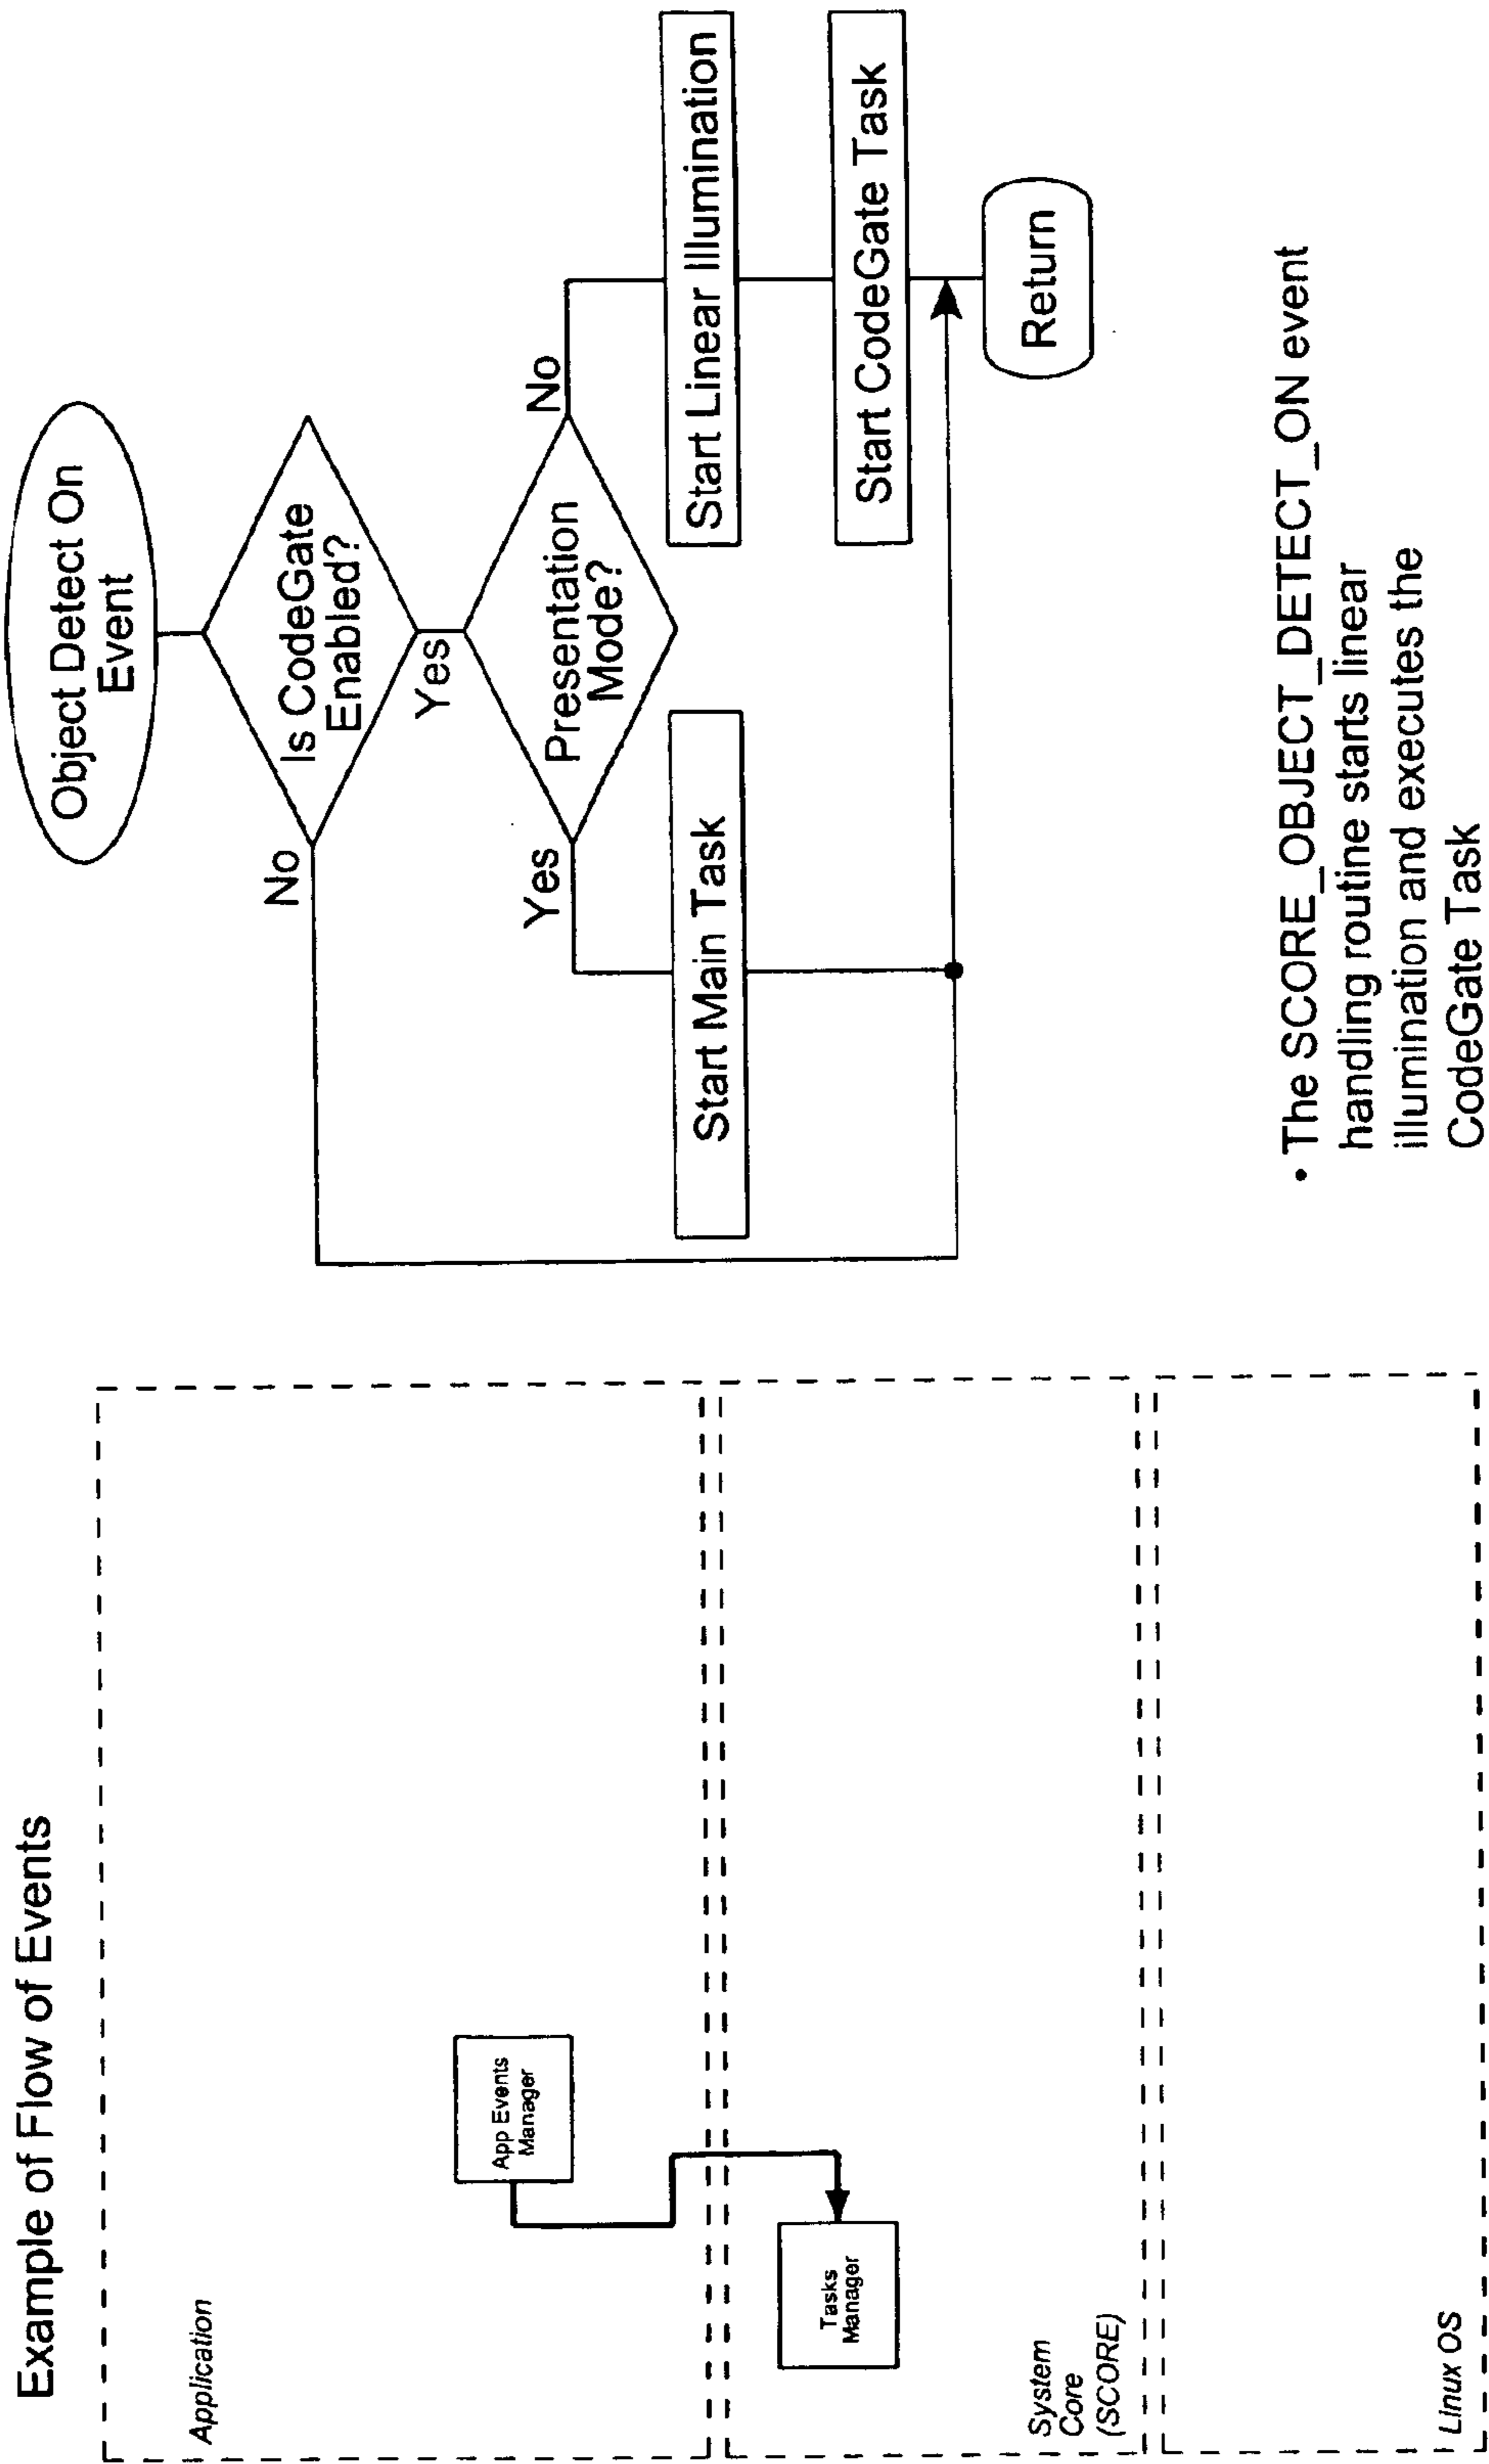 Example of Flow of Events
Application
App Events
Manager
Tasks
Manager
System
Core
(SCORE)
Linux OS
Object Detect On
Event
Is CodeGate
Enabled?
No
Yes
Presentation
Mode?
Yes
No
Start Main Task
Start Linear Illumination
Start CodeGate Task
Return
• The SCORE_OBJECT_DETECT_ON event
handling routine starts linear
illumination and executes the
CodeGate Task